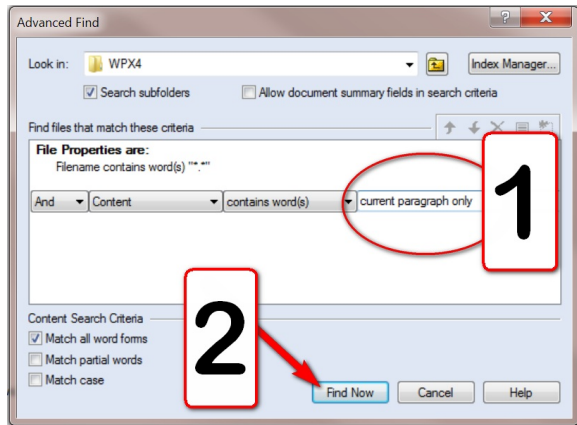 Advanced Find
Look in: WPX4 Index Manager...
Search subfolders Allow document summary fields in search criteria
Find files that match these criteria
File Properties are:
Filename contains word(s) "*.*"
And Content contains word(s) current paragraph only
1
Content Search Criteria
Match all word forms
Match partial words
Match case
2
Find Now Cancel Help